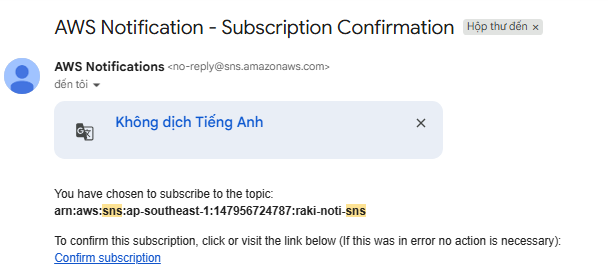 AWS Notification - Subscription Confirmation Hộp thư đến ×
AWS Notifications <no-reply@sns.amazonaws.com>
đến tôi
Không dịch Tiếng Anh ×
You have chosen to subscribe to the topic:
arn:aws:sns:ap-southeast-1:147956724787:raki-noti-sns
To confirm this subscription, click or visit the link below (If this was in error no action is necessary):
Confirm subscription